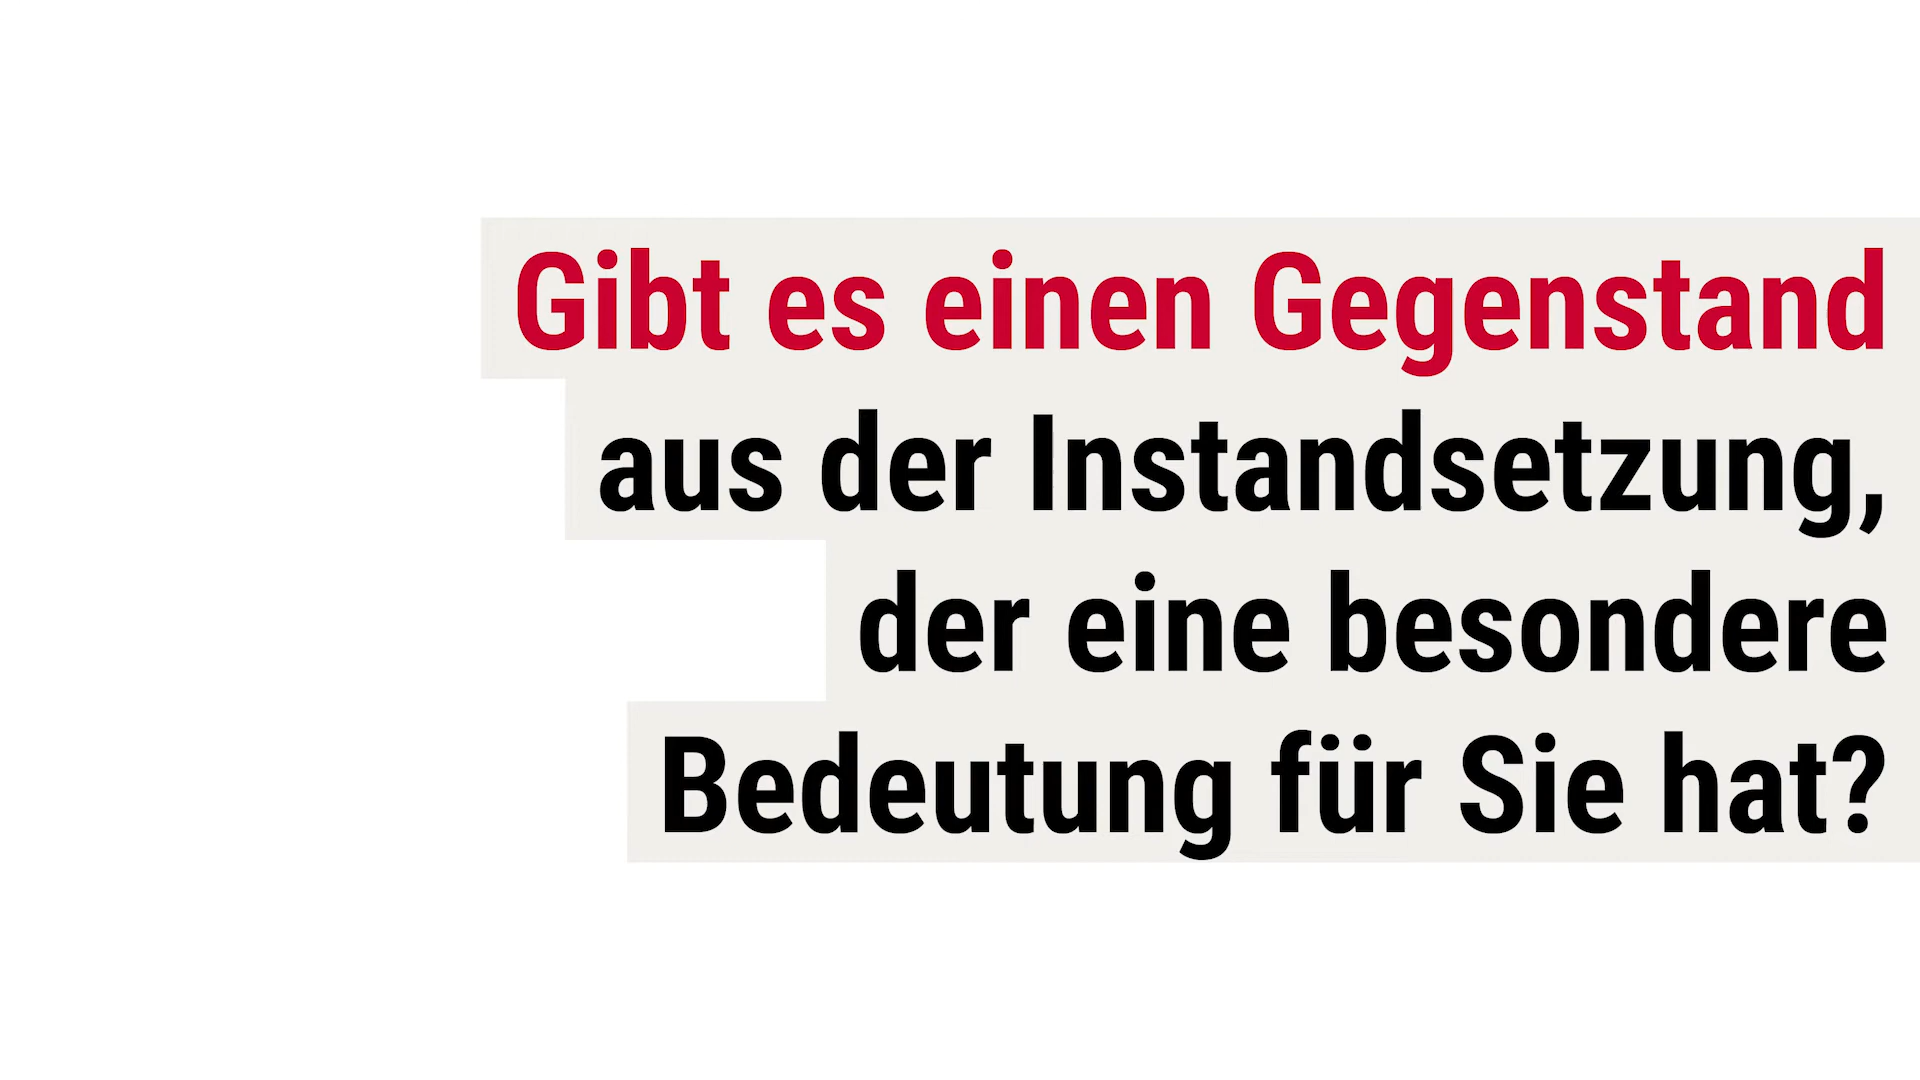 Gibt es einen Gegenstand
aus der Instandsetzung,
der eine besondere
Bedeutung für Sie hat?